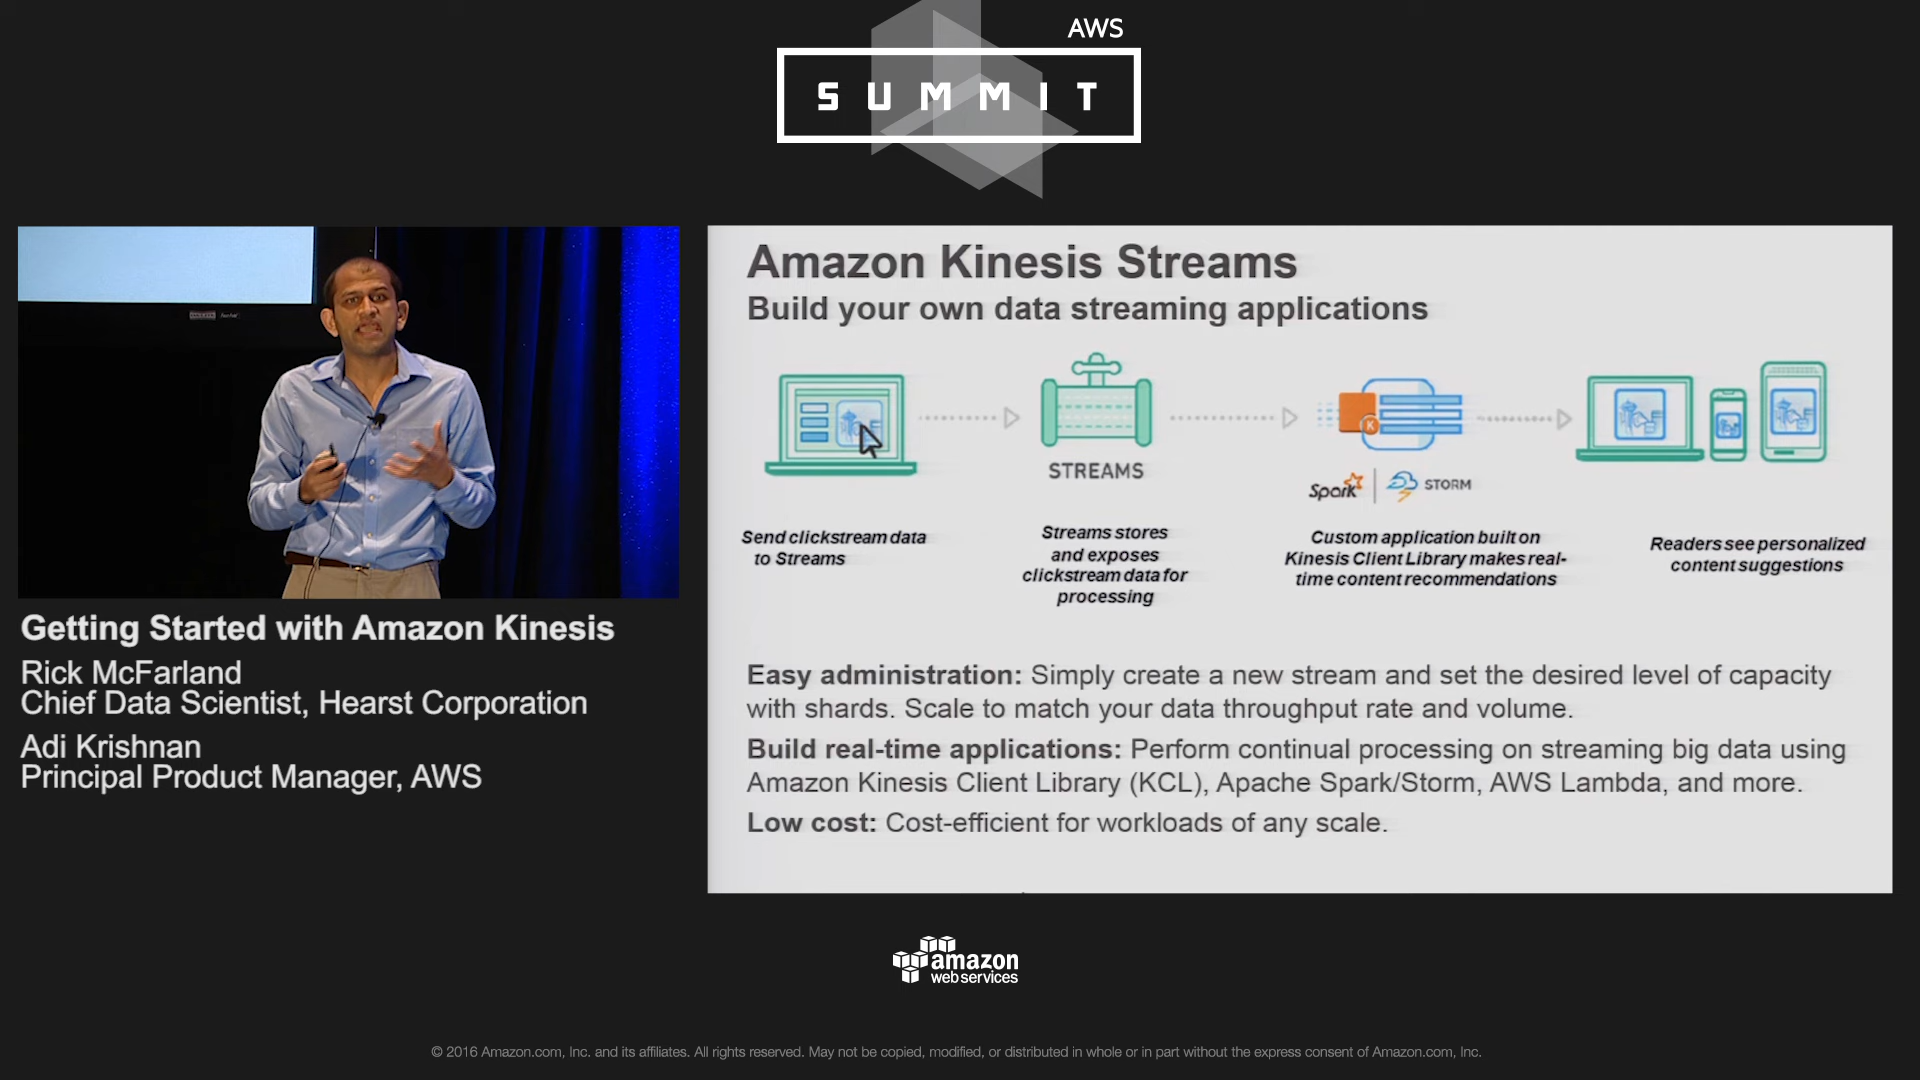 AWS
SUMMIT
Amazon Kinesis Streams
Build your own data streaming applications
STREAMS
K
Spark
STORM
Send clickstream data
to Streams
Streams stores
and exposes
clickstream data for
processing
Custom application built on
Kinesis Client Library makes real-
time content recommendations
Readers see personalized
content suggestions
Easy administration: Simply create a new stream and set the desired level of capacity
with shards. Scale to match your data throughput rate and volume.
Build real-time applications: Perform continual processing on streaming big data using
Amazon Kinesis Client Library (KCL), Apache Spark/Storm, AWS Lambda, and more.
Low cost: Cost-efficient for workloads of any scale.
Getting Started with Amazon Kinesis
Rick McFarland
Chief Data Scientist, Hearst Corporation
Adi Krishnan
Principal Product Manager, AWS
amazon
web services
© 2016 Amazon.com, Inc. and its affiliates. All rights reserved. May not be copied, modified, or distributed in whole or in part without the express consent of Amazon.com, Inc.